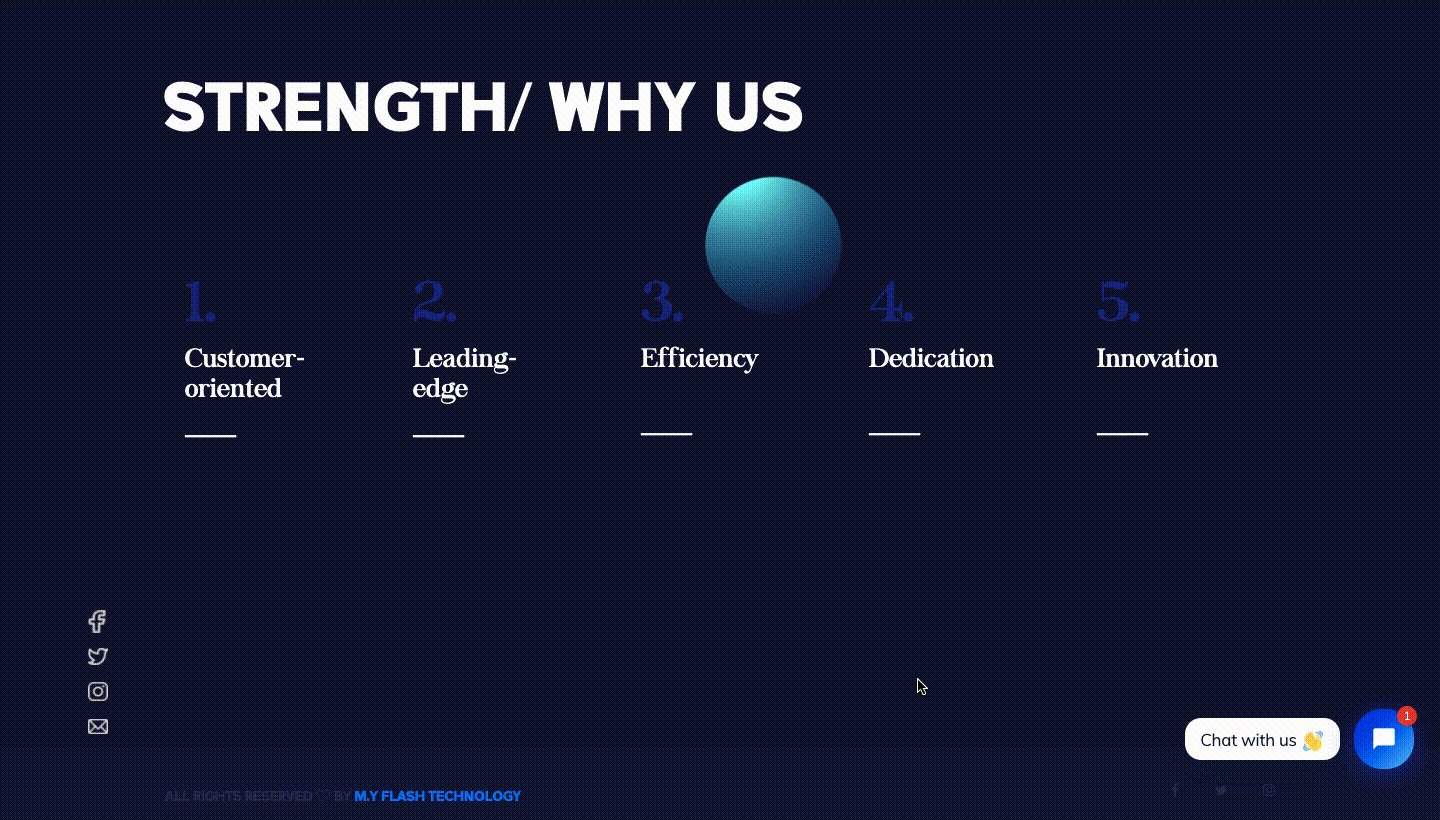 STRENGTH/ WHY US
1.
Customer-
oriented
2.
Leading-
edge
3.
Efficiency
4.
Dedication
5.
Innovation
1
Chat with us 👋
ALL RIGHTS RESERVED ♡ BY M.Y FLASH TECHNOLOGY